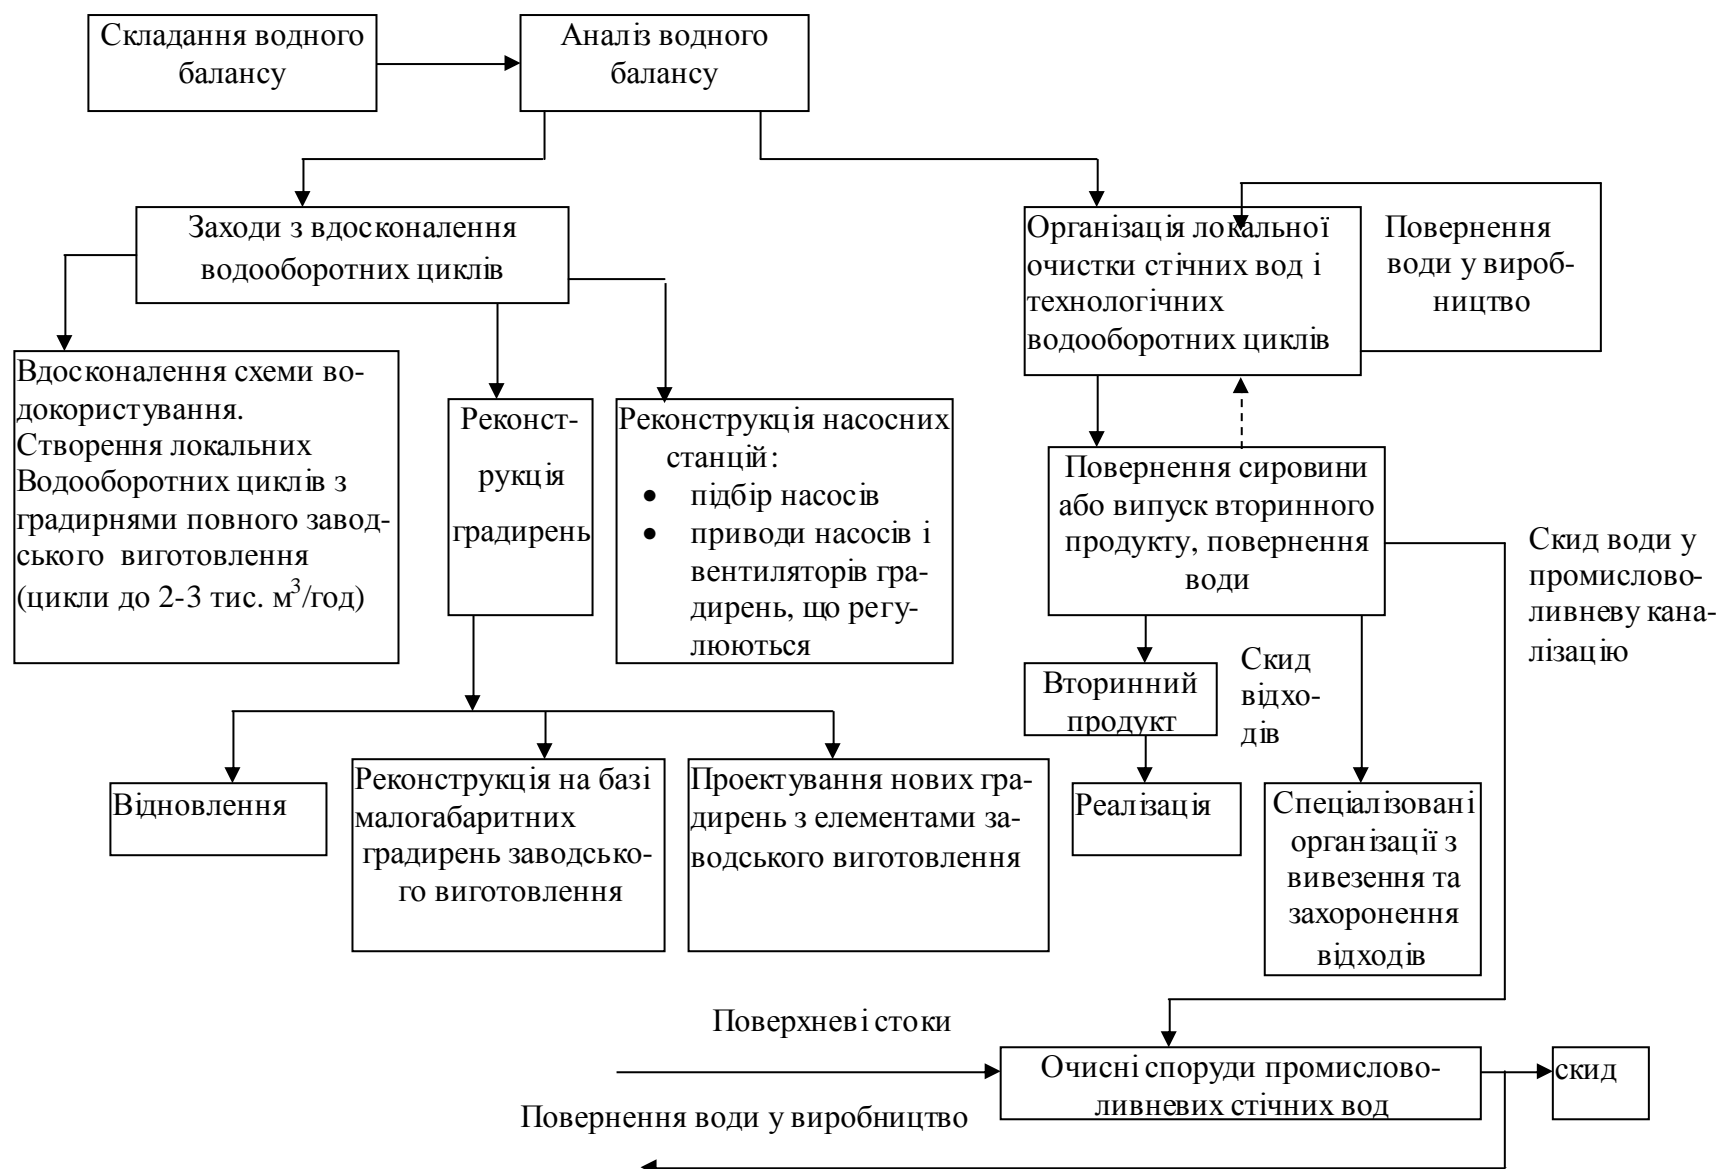 Складання водного
балансу
Аналіз водного
балансу
Заходи з вдосконалення
водооборотних циклів
Організація локальної
очистки стічних вод і
технологічних
водооборотних циклів
Повернення
води у вироб-
ництво
Вдосконалення схеми во-
докористування.
Створення локальних
Водооборотних циклів з
градирнями повного завод-
ського виготовлення
(цикли до 2-3 тис. м³/год)
Реконст-
рукція
градирень
Реконструкція насосних
станцій:
• підбір насосів
• приводи насосів і
вентиляторів гра-
дирень, що регу-
люються
Повернення сировини
або випуск вторинного
продукту, повернення
води
Скид води у
промислово-
ливневу кана-
лізацію
Вторинний
продукт
Скид
відхо-
дів
Відновлення
Реконструкція на базі
малогабаритних
градирень заводсько-
го виготовлення
Проектування нових гра-
дирень з елементами за-
водського виготовлення
Реалізація
Спеціалізовані
організації з
вивезення та
захоронення
відходів
Поверхневі стоки
Очисні споруди промислово-
ливневих стічних вод
скид
Повернення води у виробництво